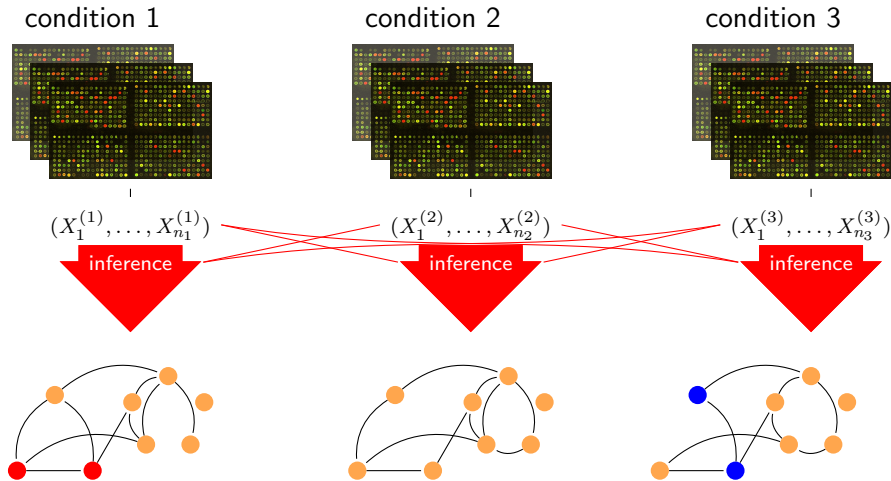 condition 1
condition 2
condition 3
(X_1^{(1)}, . . . , X_{n_1}^{(1)})
(X_1^{(2)}, . . . , X_{n_2}^{(2)})
(X_1^{(3)}, . . . , X_{n_3}^{(3)})
inference
inference
inference